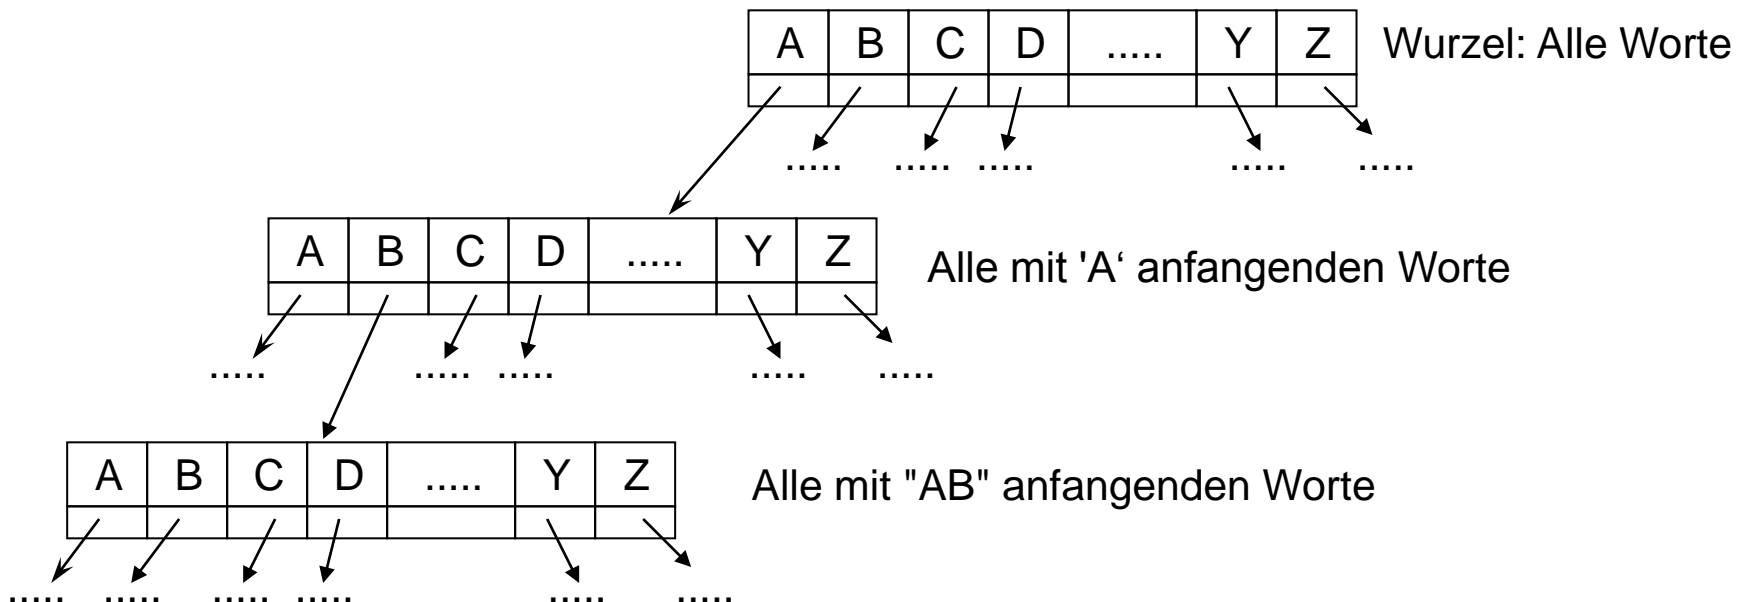 A B C D ..... Y Z Wurzel: Alle Worte
..... ..... ..... ..... .....
A B C D ..... Y Z Alle mit 'A‘ anfangenden Worte
..... ..... ..... ..... .....
A B C D ..... Y Z Alle mit "AB" anfangenden Worte
..... ..... ..... ..... ..... .....